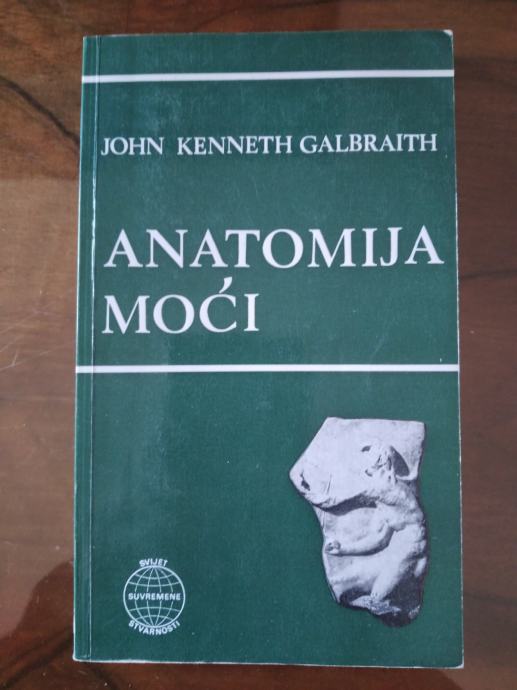 JOHN KENNETH GALBRAITH
ANATOMIJA
MOĆI
SVIJET
SUVREMENE
STVARNOSTI